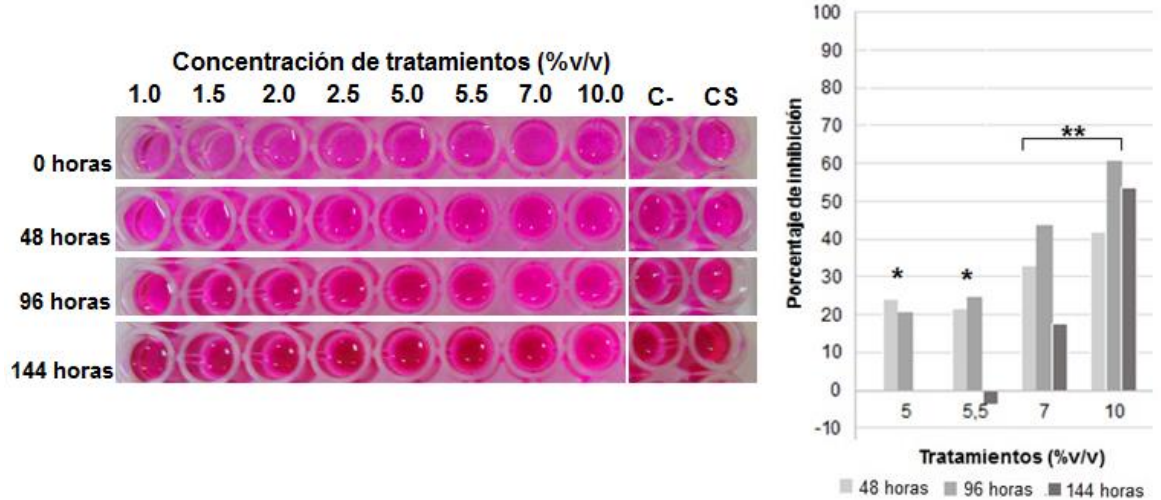 Concentración de tratamientos (%v/v)
1.0 1.5 2.0 2.5 5.0 5.5 7.0 10.0 C- CS
0 horas
48 horas
96 horas
144 horas
Porcentaje de inhibición
100
90
80
70
60
50
40
30
20
10
0
-10
**
* *
5 5,5 7 10
Tratamientos (%v/v)
48 horas 96 horas 144 horas